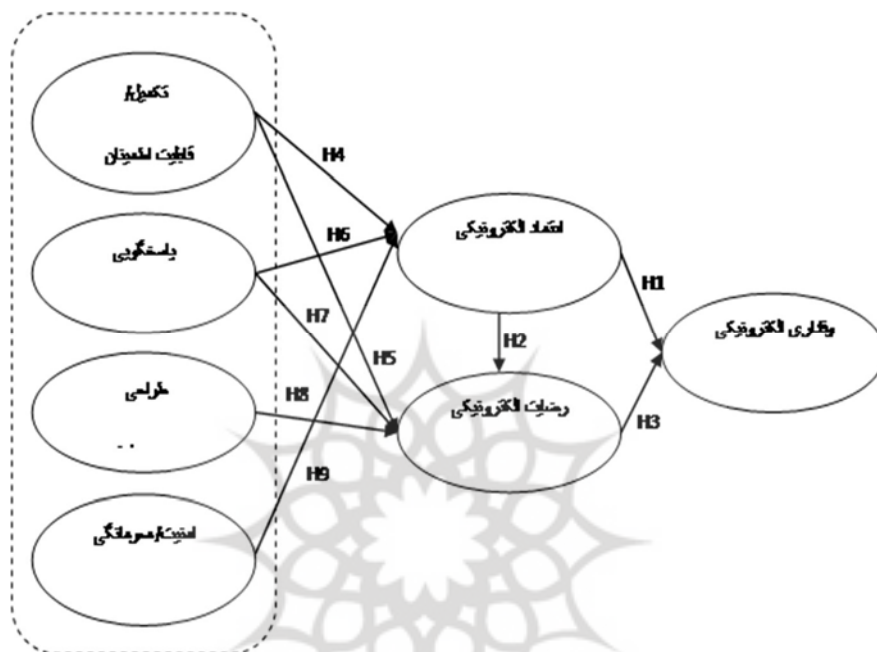 تکمیل/
قابلیت اطمینان
H4
پاسخگویی
H6
اعتماد الکترونیکی
H1
H7
H2
H5
وفاداری الکترونیکی
طراحی
H8
رضایت الکترونیکی
H3
H9
امنیت/محرمانگی